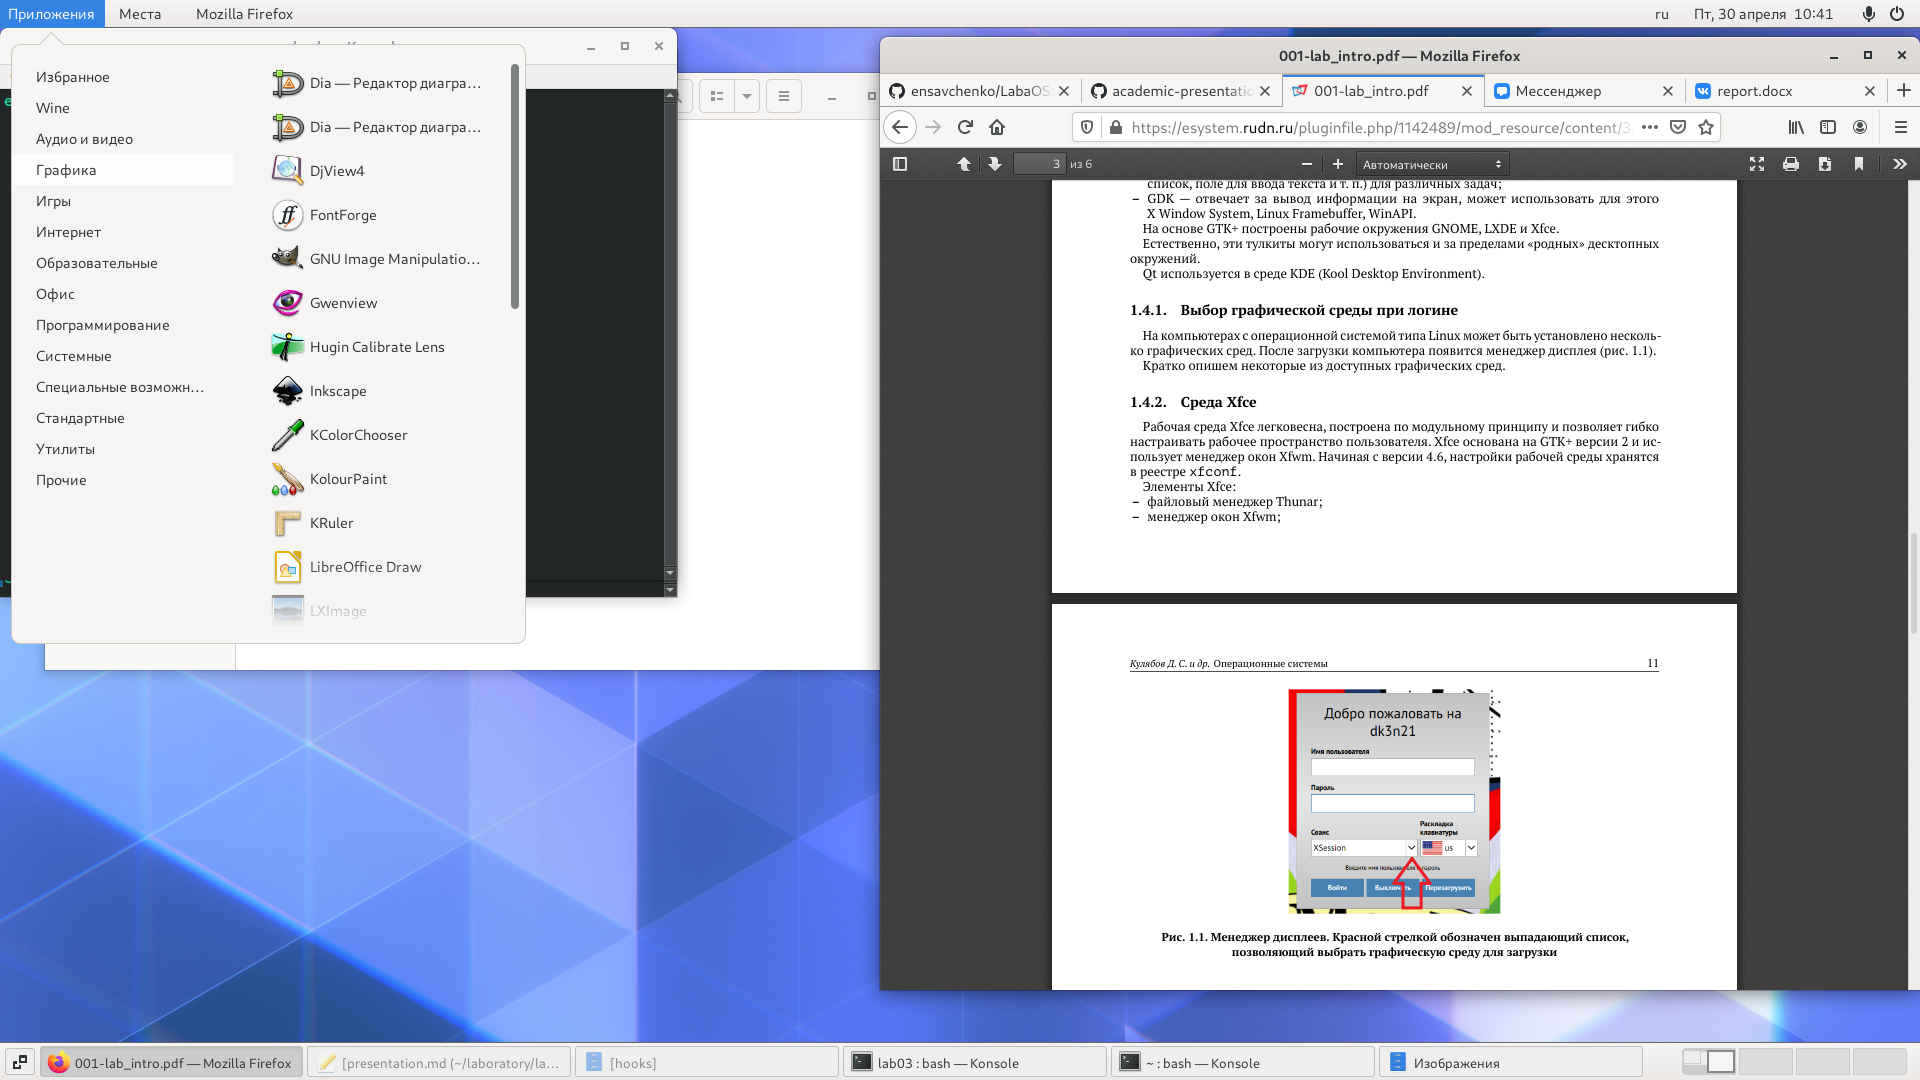 Приложения
Места
Mozilla Firefox
ru
Пт, 30 апреля 10:41
Избранное
Wine
Аудио и видео
Графика
Игры
Интернет
Образовательные
Офис
Программирование
Системные
Специальные возможн…
Стандартные
Утилиты
Прочие
Dia — Редактор диагра…
Dia — Редактор диагра…
DjView4
FontForge
GNU Image Manipulatio…
Gwenview
Hugin Calibrate Lens
Inkscape
KColorChooser
KolourPaint
KRuler
LibreOffice Draw
LXImage
001-lab_intro.pdf — Mozilla Firefox
ensavchenko/LabaOS
academic-presentatio
001-lab_intro.pdf
Мессенджер
report.docx
https://esystem.rudn.ru/pluginfile.php/1142489/mod_resource/content/3
3 из 6
Автоматически
список, поле для ввода текста и т. п.) для различных задач;
– GDK — отвечает за вывод информации на экран, может использовать для этого
X Window System, Linux Framebuffer, WinAPI.
На основе GTK+ построены рабочие окружения GNOME, LXDE и Xfce.
Естественно, эти тулкиты могут использоваться и за пределами «родных» десктопных
окружений.
Qt используется в среде KDE (Kool Desktop Environment).
1.4.1. Выбор графической среды при логине
На компьютерах с операционной системой типа Linux может быть установлено несколь-
ко графических сред. После загрузки компьютера появится менеджер дисплея (рис. 1.1).
Кратко опишем некоторые из доступных графических сред.
1.4.2. Среда Xfce
Рабочая среда Xfce легковесна, построена по модульному принципу и позволяет гибко
настраивать рабочее пространство пользователя. Xfce основана на GTK+ версии 2 и ис-
пользует менеджер окон Xfwm. Начиная с версии 4.6, настройки рабочей среды хранятся
в реестре xfconf.
Элементы Xfce:
– файловый менеджер Thunar;
– менеджер окон Xfwm;
Кулябов Д. С. и др. Операционные системы 11
Добро пожаловать на
dk3n21
Имя пользователя
Пароль
Сеанс
Раскладка
клавиатуры
XSession
us
Введите имя пользователя и пароль
Войти
Выключить
Перезагрузить
Рис. 1.1. Менеджер дисплеев. Красной стрелкой обозначен выпадающий список,
позволяющий выбрать графическую среду для загрузки
001-lab_intro.pdf — Mozilla Firefox
[presentation.md (~/laboratory/la…
[hooks]
lab03 : bash — Konsole
~ : bash — Konsole
Изображения